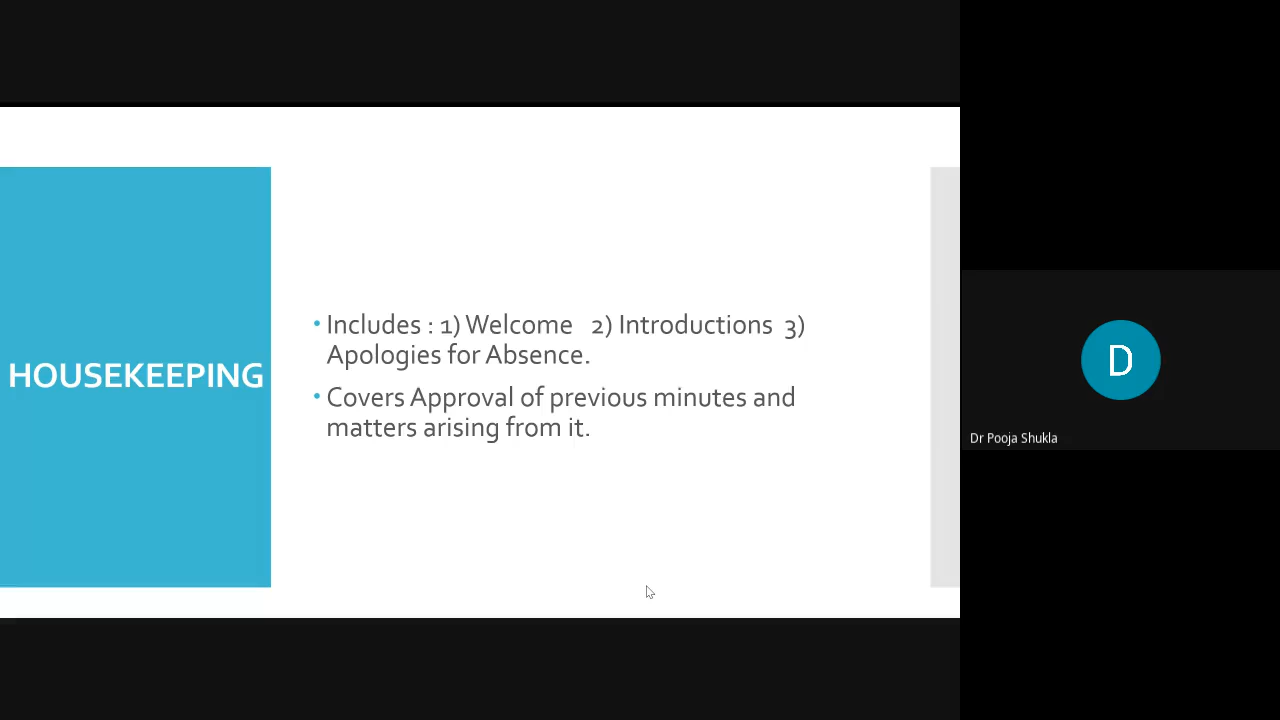 HOUSEKEEPING
• Includes : 1) Welcome 2) Introductions 3)
Apologies for Absence.
• Covers Approval of previous minutes and
matters arising from it.
D
Dr Pooja Shukla